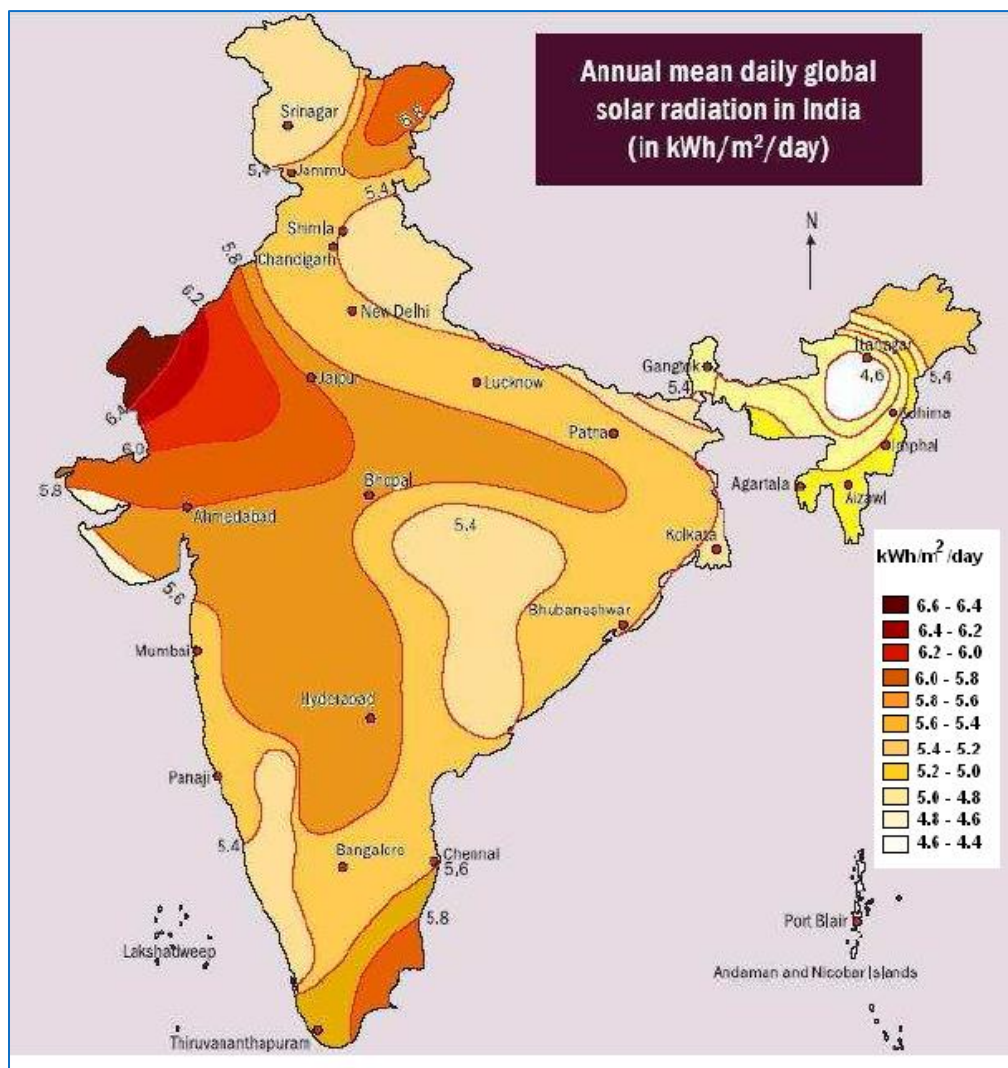 Annual mean daily global
solar radiation in India
(in kWh/m²/day)
5.8
Srinagar
5.4
Jammu
5.4
N
Shimla
5.8
Chandigarh
6.2
New Delhi
Itanagar
Gangtok
4.6
5.4
5.4
Jaipur
Lucknow
6.4
Kohima
Patna
6.0
Imphal
Bhopal
Agartala
Aizawl
5.8
Ahmedabad
5.4
Kolkata
kWh/m²/day
5.6
6.6 - 6.4
Bhubaneshwar
6.4 - 6.2
Mumbai
6.2 - 6.0
6.0 - 5.8
Hyderabad
5.8 - 5.6
5.6 - 5.4
5.4 - 5.2
Panaji
5.2 - 5.0
5.0 - 4.8
4.8 - 4.6
5.4
4.6 - 4.4
Bangalore
Chennai
5.6
5.8
Port Blair
Lakshadweep
Andaman and Nicobar Islands
Thiruvananthapuram